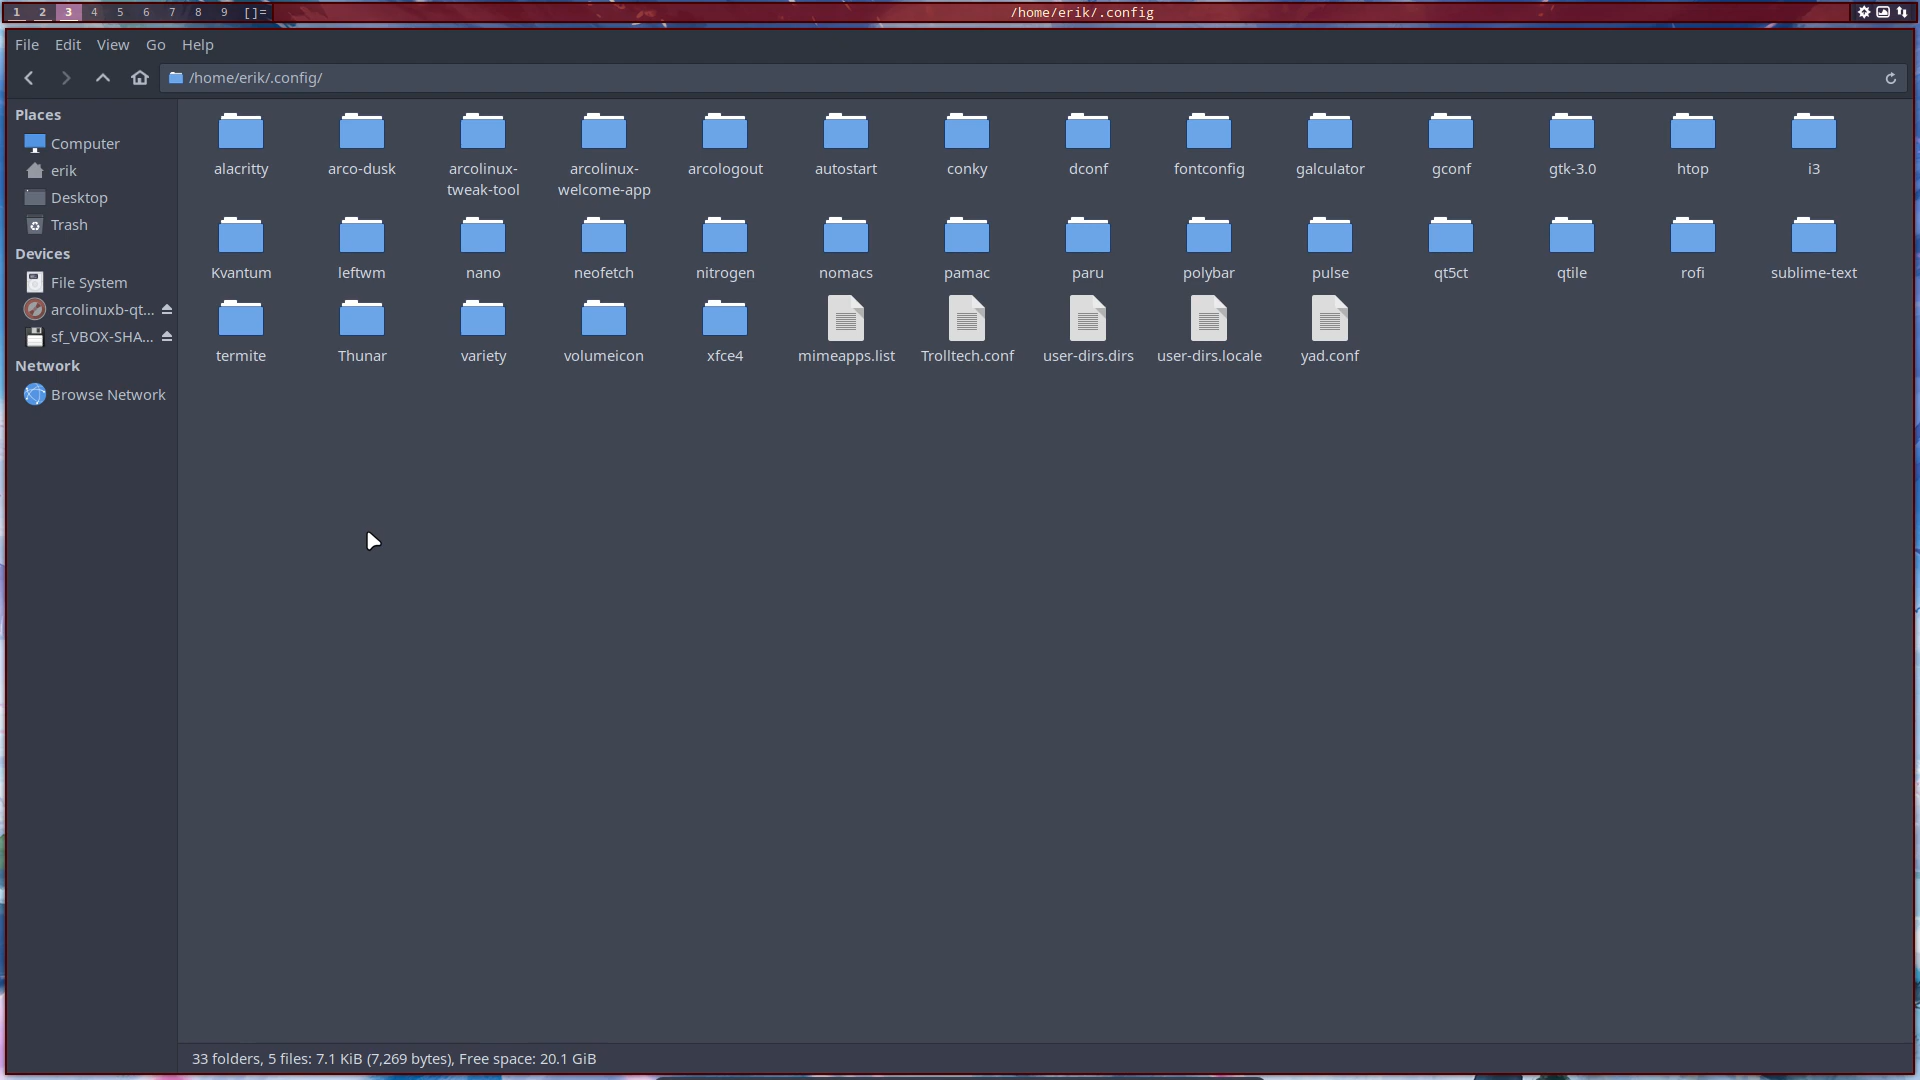 1 2 3 4 5 6 7 8 9 []= /home/erik/.config
File Edit View Go Help
/home/erik/.config/
Places
Computer
erik
Desktop
Trash
Devices
File System
arcolinuxb-qt...
sf_VBOX-SHA...
Network
Browse Network
alacritty arco-dusk arcolinux- arcolinux- arcologout autostart conky dconf fontconfig galculator gconf gtk-3.0 htop i3
tweak-tool welcome-app
Kvantum leftwm nano neofetch nitrogen nomacs pamac paru polybar pulse qt5ct qtile rofi sublime-text
termite Thunar variety volumeicon xfce4 mimeapps.list Trolltech.conf user-dirs.dirs user-dirs.locale yad.conf
33 folders, 5 files: 7.1 KiB (7,269 bytes), Free space: 20.1 GiB